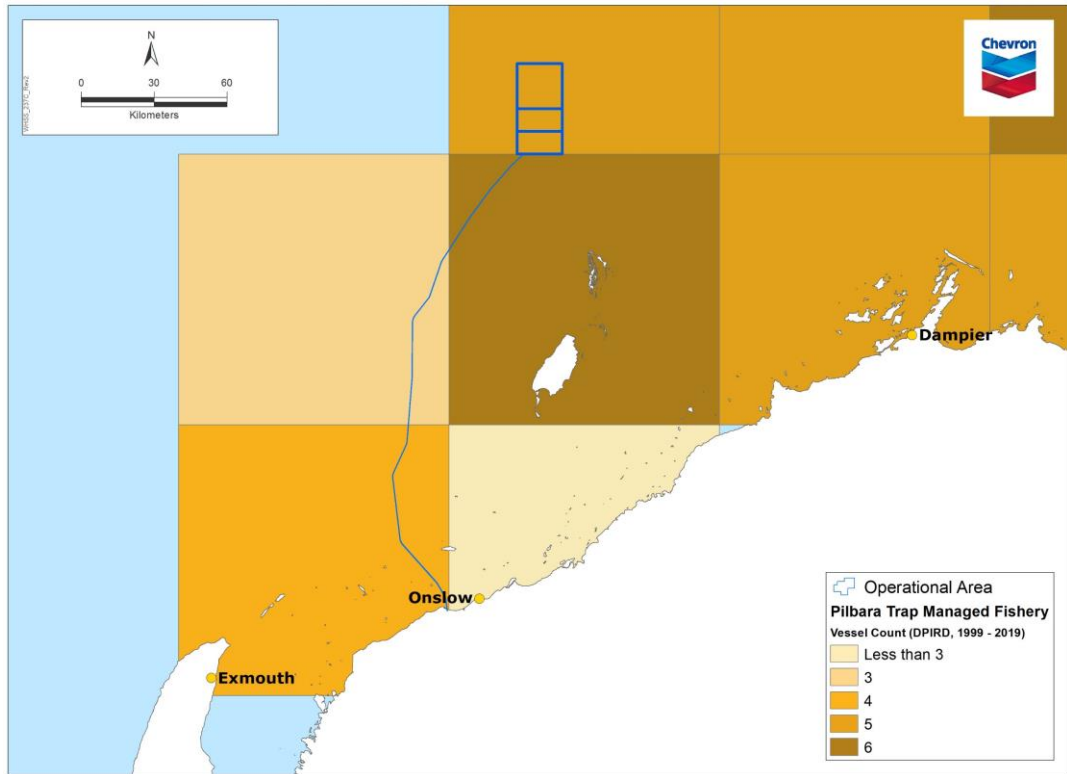 N
0 30 60
Kilometers
WHSS_237C_Rev2
Chevron
Dampier
Onslow
Exmouth
Operational Area
Pilbara Trap Managed Fishery
Vessel Count (DPIRD, 1999 - 2019)
Less than 3
3
4
5
6